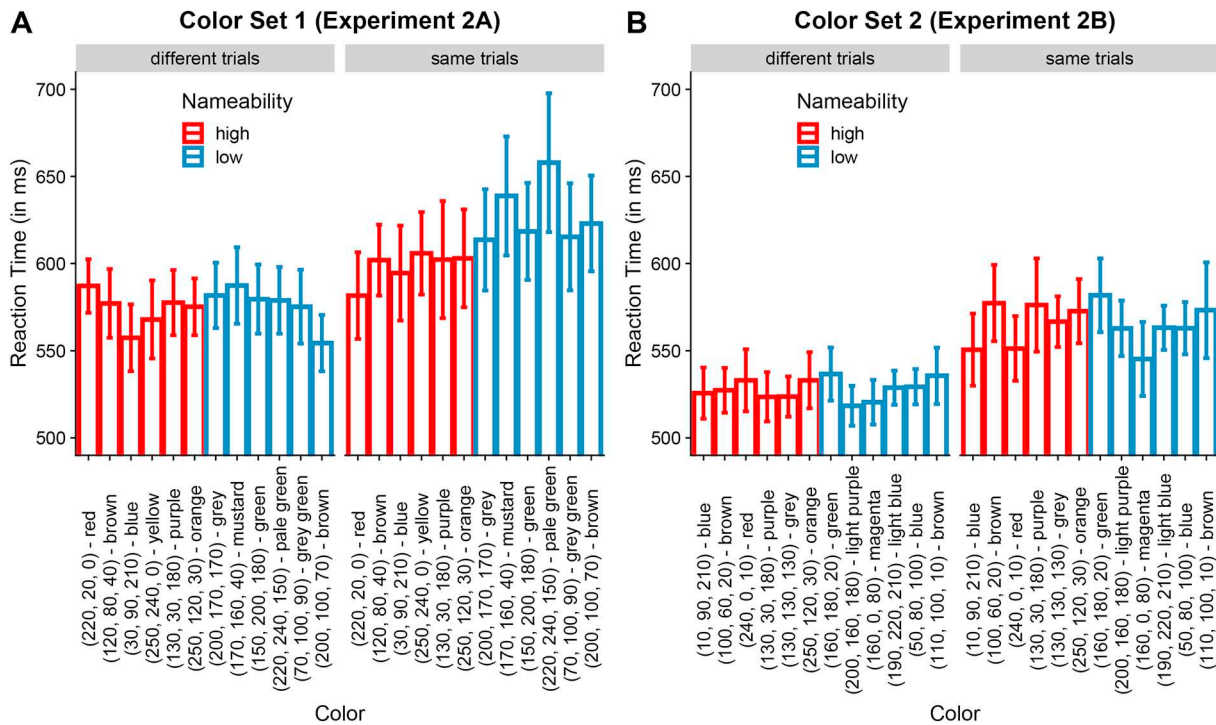 A
Color Set 1 (Experiment 2A)
different trials
same trials
Nameability
high
low
Reaction Time (in ms)
700
650
600
550
500
(220, 20, 0) - red
(120, 80, 40) - brown
(30, 90, 210) - blue
(250, 240, 0) - yellow
(130, 30, 180) - purple
(250, 120, 30) - orange
(200, 170, 170) - grey
(170, 160, 40) - mustard
(150, 200, 180) - green
(220, 240, 150) - pale green
(70, 100, 90) - grey green
(200, 100, 70) - brown
(220, 20, 0) - red
(120, 80, 40) - brown
(30, 90, 210) - blue
(250, 240, 0) - yellow
(130, 30, 180) - purple
(250, 120, 30) - orange
(200, 170, 170) - grey
(170, 160, 40) - mustard
(150, 200, 180) - green
(220, 240, 150) - pale green
(70, 100, 90) - grey green
(200, 100, 70) - brown
Color
B
Color Set 2 (Experiment 2B)
different trials
same trials
Nameability
high
low
Reaction Time (in ms)
700
650
600
550
500
(110, 90, 210) - blue
(100, 60, 20) - brown
(240, 0, 10) - red
(130, 30, 180) - purple
(130, 130, 130) - grey
(250, 120, 30) - orange
(160, 180, 20) - green
(200, 160, 180) - light purple
(160, 0, 80) - magenta
(190, 220, 210) - light blue
(50, 80, 100) - blue
(110, 100, 10) - brown
(110, 90, 210) - blue
(100, 60, 20) - brown
(240, 0, 10) - red
(130, 30, 180) - purple
(130, 130, 130) - grey
(250, 120, 30) - orange
(160, 180, 20) - green
(200, 160, 180) - light purple
(160, 0, 80) - magenta
(190, 220, 210) - light blue
(50, 80, 100) - blue
(110, 100, 10) - brown
Color